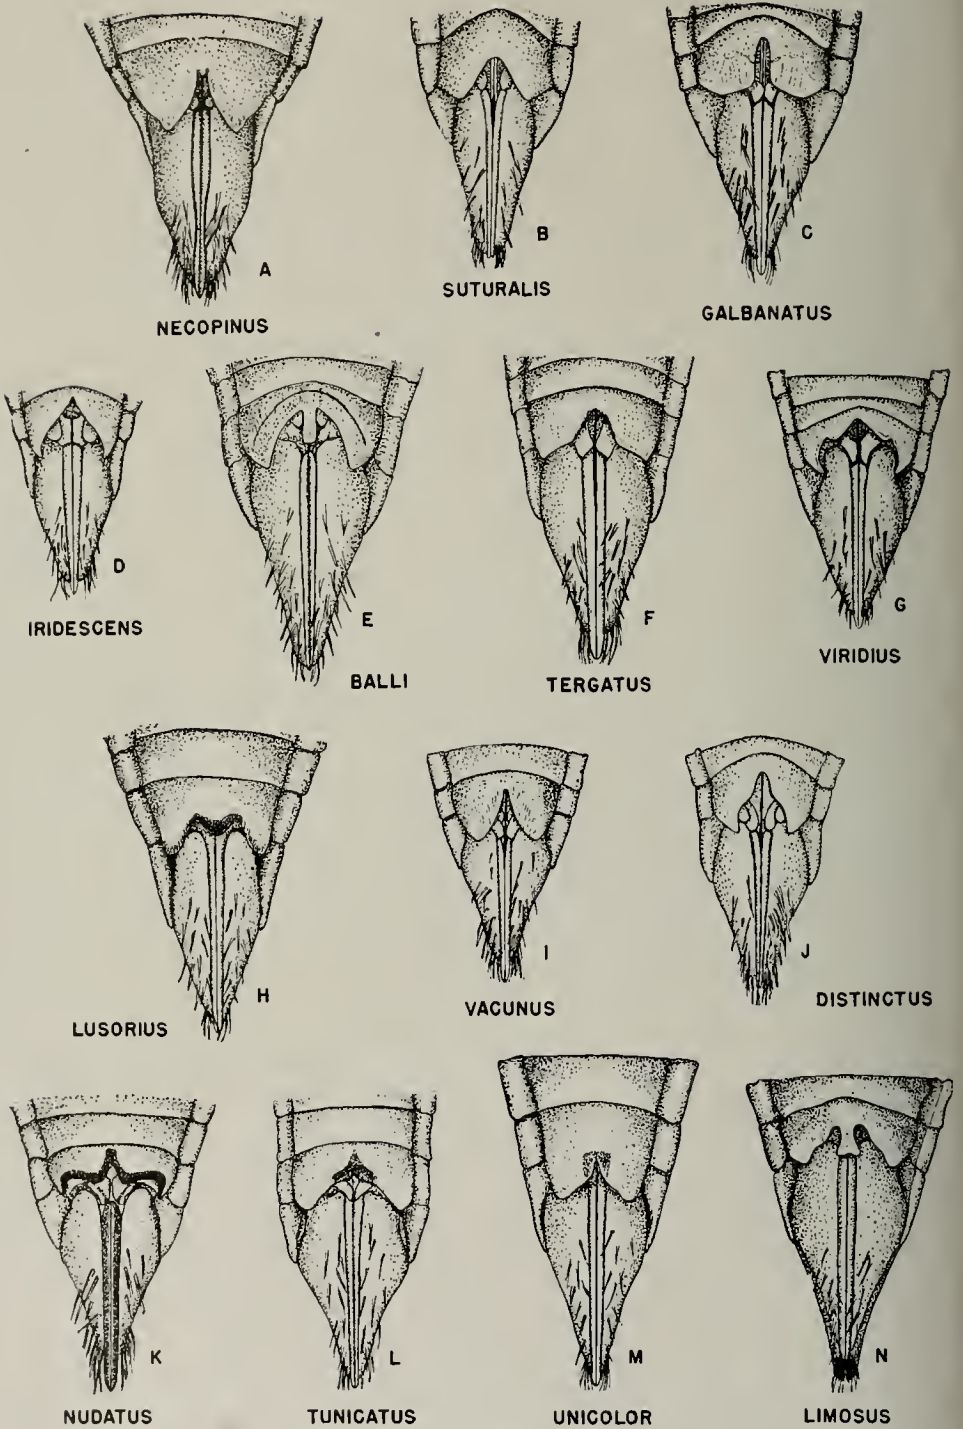 A
NECOPINUS
B
SUTURALIS
C
GALBANATUS
D
IRIDESCENS
E
BALLI
F
TERGATUS
G
VIRIDIUS
H
LUSORIUS
I
VACUNUS
J
DISTINCTUS
K
NUDATUS
L
TUNICATUS
M
UNICOLOR
N
LIMOSUS